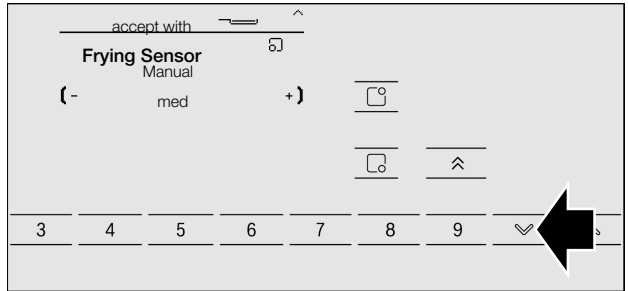 accept with
Frying Sensor
Manual
(- med +)
3 4 5 6 7 8 9